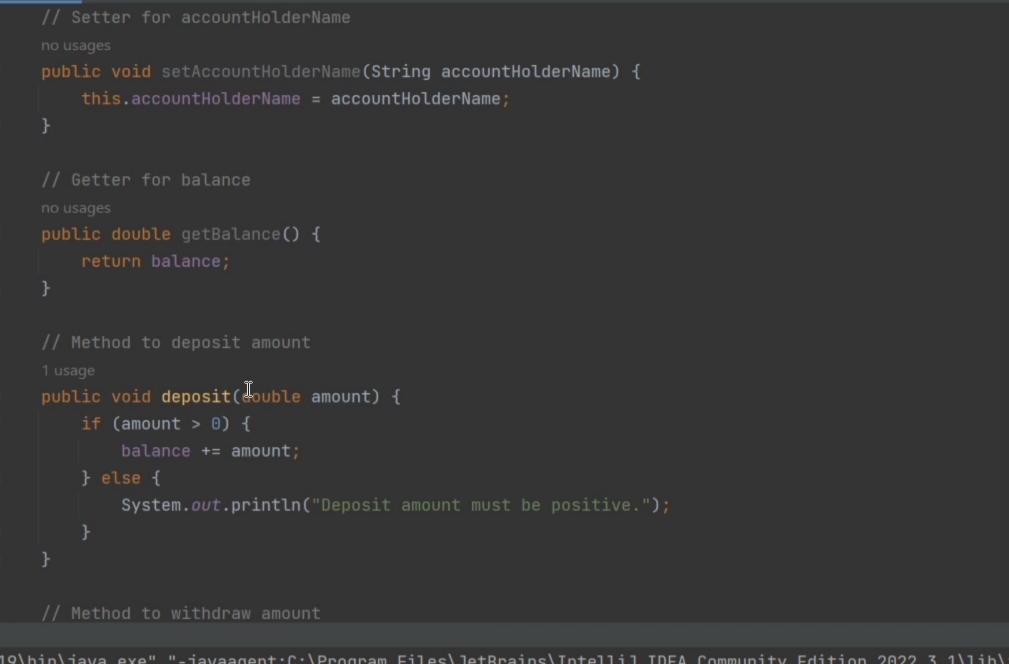 // Setter for accountHolderName
no usages
public void setAccountHolderName(String accountHolderName) {
this.accountHolderName = accountHolderName;
}
// Getter for balance
no usages
public double getBalance() {
return balance;
}
// Method to deposit amount
1 usage
public void deposit(double amount) {
if (amount > 0) {
balance += amount;
} else {
System.out.println("Deposit amount must be positive.");
}
}
// Method to withdraw amount
19\bin\java.exe" "-javaagent:C:\Program Files\JetBrains\IntelliJ IDEA Community Edition 2022.3.1\lib\